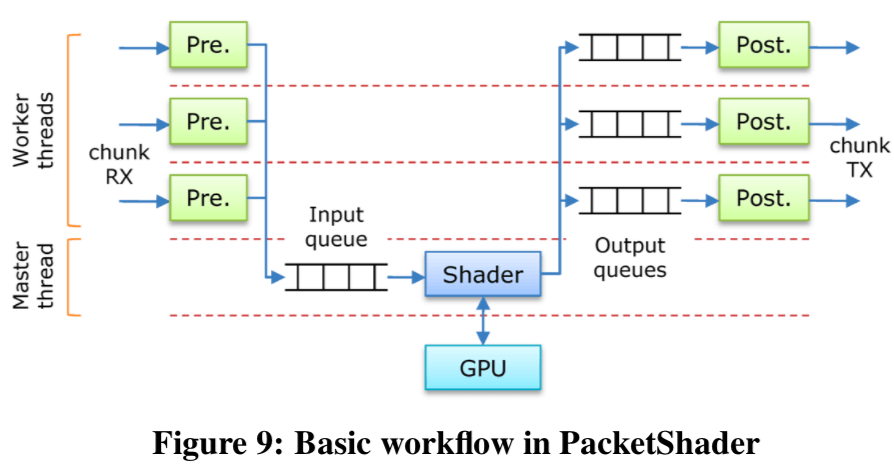 Pre.
Post.
Worker
threads
chunk
RX
Pre.
Post.
chunk
TX
Pre.
Post.
Input
queue
Output
queues
Master
thread
Shader
GPU
Figure 9: Basic workflow in PacketShader